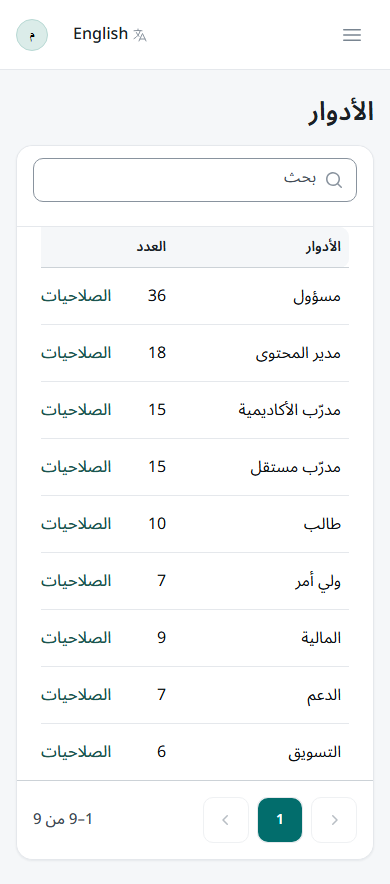 م
English
الأدوار
بحث
الأدوار العدد
مسؤول 36 الصلاحيات
مدير المحتوى 18 الصلاحيات
مدرّب الأكاديمية 15 الصلاحيات
مدرّب مستقل 15 الصلاحيات
طالب 10 الصلاحيات
ولي أمر 7 الصلاحيات
المالية 9 الصلاحيات
الدعم 7 الصلاحيات
التسويق 6 الصلاحيات
1
1–9 من 9